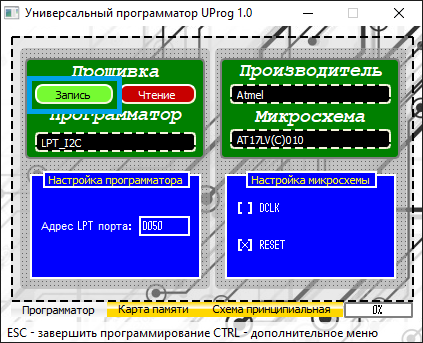 Универсальный программатор UProg 1.0
Прошивка
Запись Чтение
Программатор
LPT_I2C
Производитель
Atmel
Микросхема
AT17LV(C)010
Настройка программатора
Адрес LPT порта: D050
Настройка микросхемы
[ ] DCLK
[x] RESET
Программатор Карта памяти Схема принципиальная 0%
ESC - завершить программирование CTRL - дополнительное меню